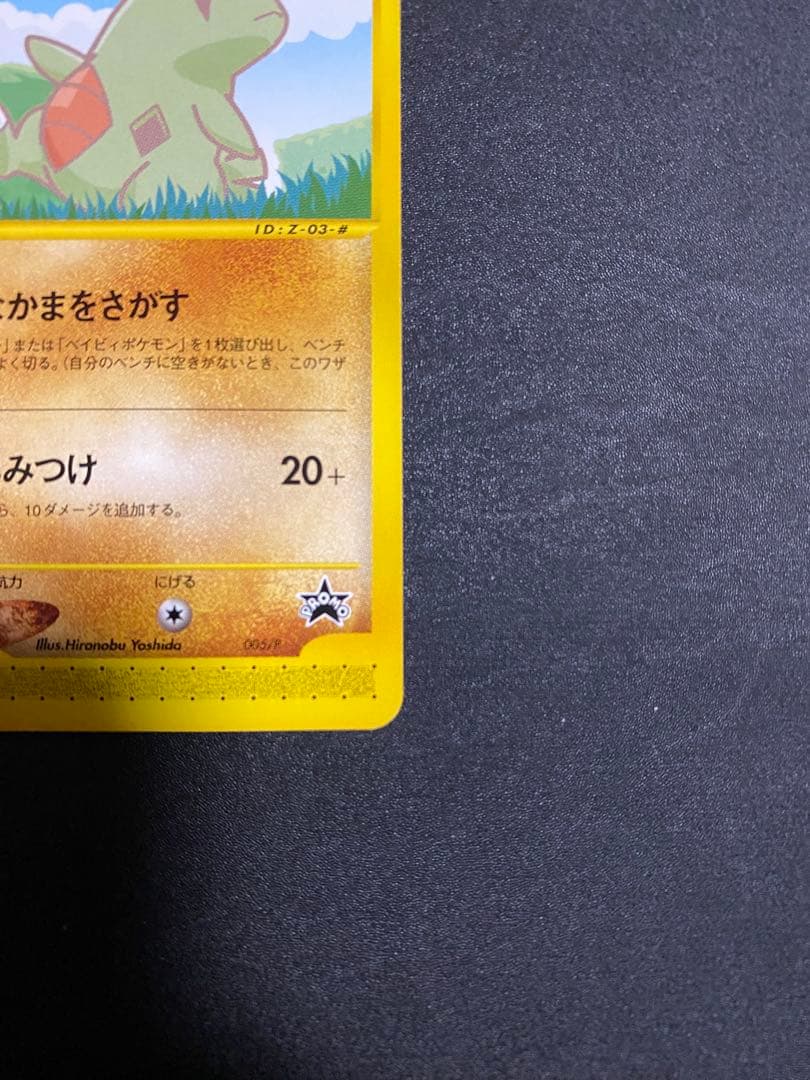 ID:Z-03-#
かまをさがす
」または「ベイビィポケモン」を1枚選び出し、ベンチ
よく切る。(自分のベンチに空きがないとき、このワザ
みつけ 20+
ら、10ダメージを追加する。
抗力 にげる
PROMO
Illus.Hironobu Yoshida 005/P